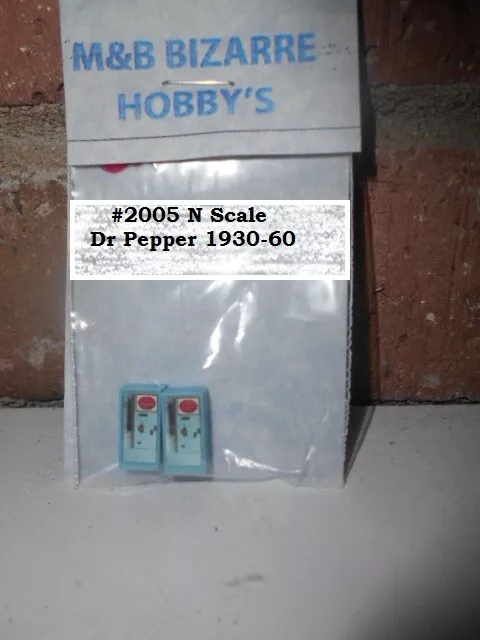 M&B BIZARRE
HOBBY'S
#2005 N Scale
Dr Pepper 1930-60